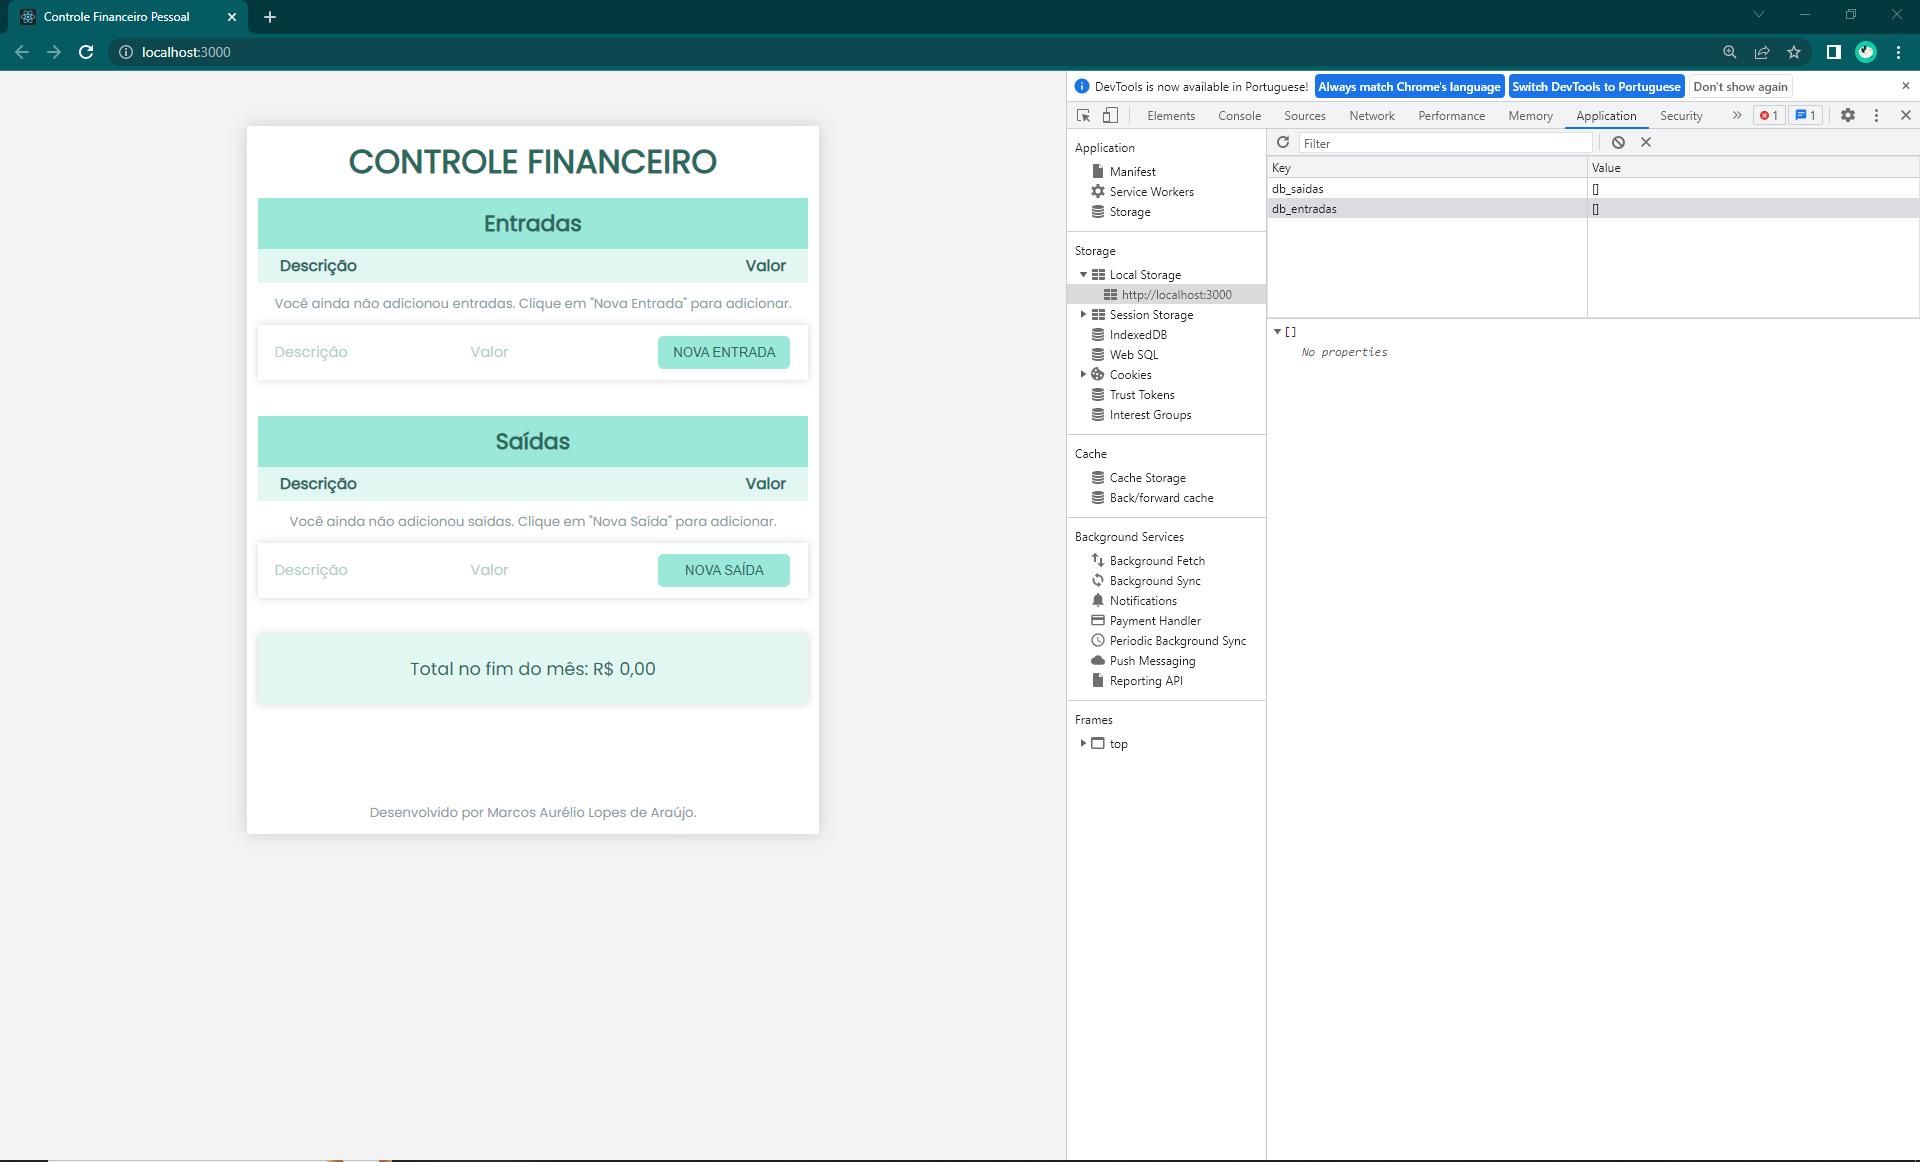 Controle Financeiro Pessoal
localhost:3000
CONTROLE FINANCEIRO
Entradas
Descrição Valor
Você ainda não adicionou entradas. Clique em "Nova Entrada" para adicionar.
Descrição Valor NOVA ENTRADA
Saídas
Descrição Valor
Você ainda não adicionou saídas. Clique em "Nova Saída" para adicionar.
Descrição Valor NOVA SAÍDA
Total no fim do mês: R$ 0,00
Desenvolvido por Marcos Aurélio Lopes de Araújo.
DevTools is now available in Portuguese! Always match Chrome's language Switch DevTools to Portuguese Don't show again
Elements Console Sources Network Performance Memory Application Security » 1 1
Application
Manifest
Service Workers
Storage
Storage
Local Storage
http://localhost:3000
Session Storage
IndexedDB
Web SQL
Cookies
Trust Tokens
Interest Groups
Cache
Cache Storage
Back/forward cache
Background Services
Background Fetch
Background Sync
Notifications
Payment Handler
Periodic Background Sync
Push Messaging
Reporting API
Frames
top
Filter
Key Value
db_saidas []
db_entradas []
[]
No properties